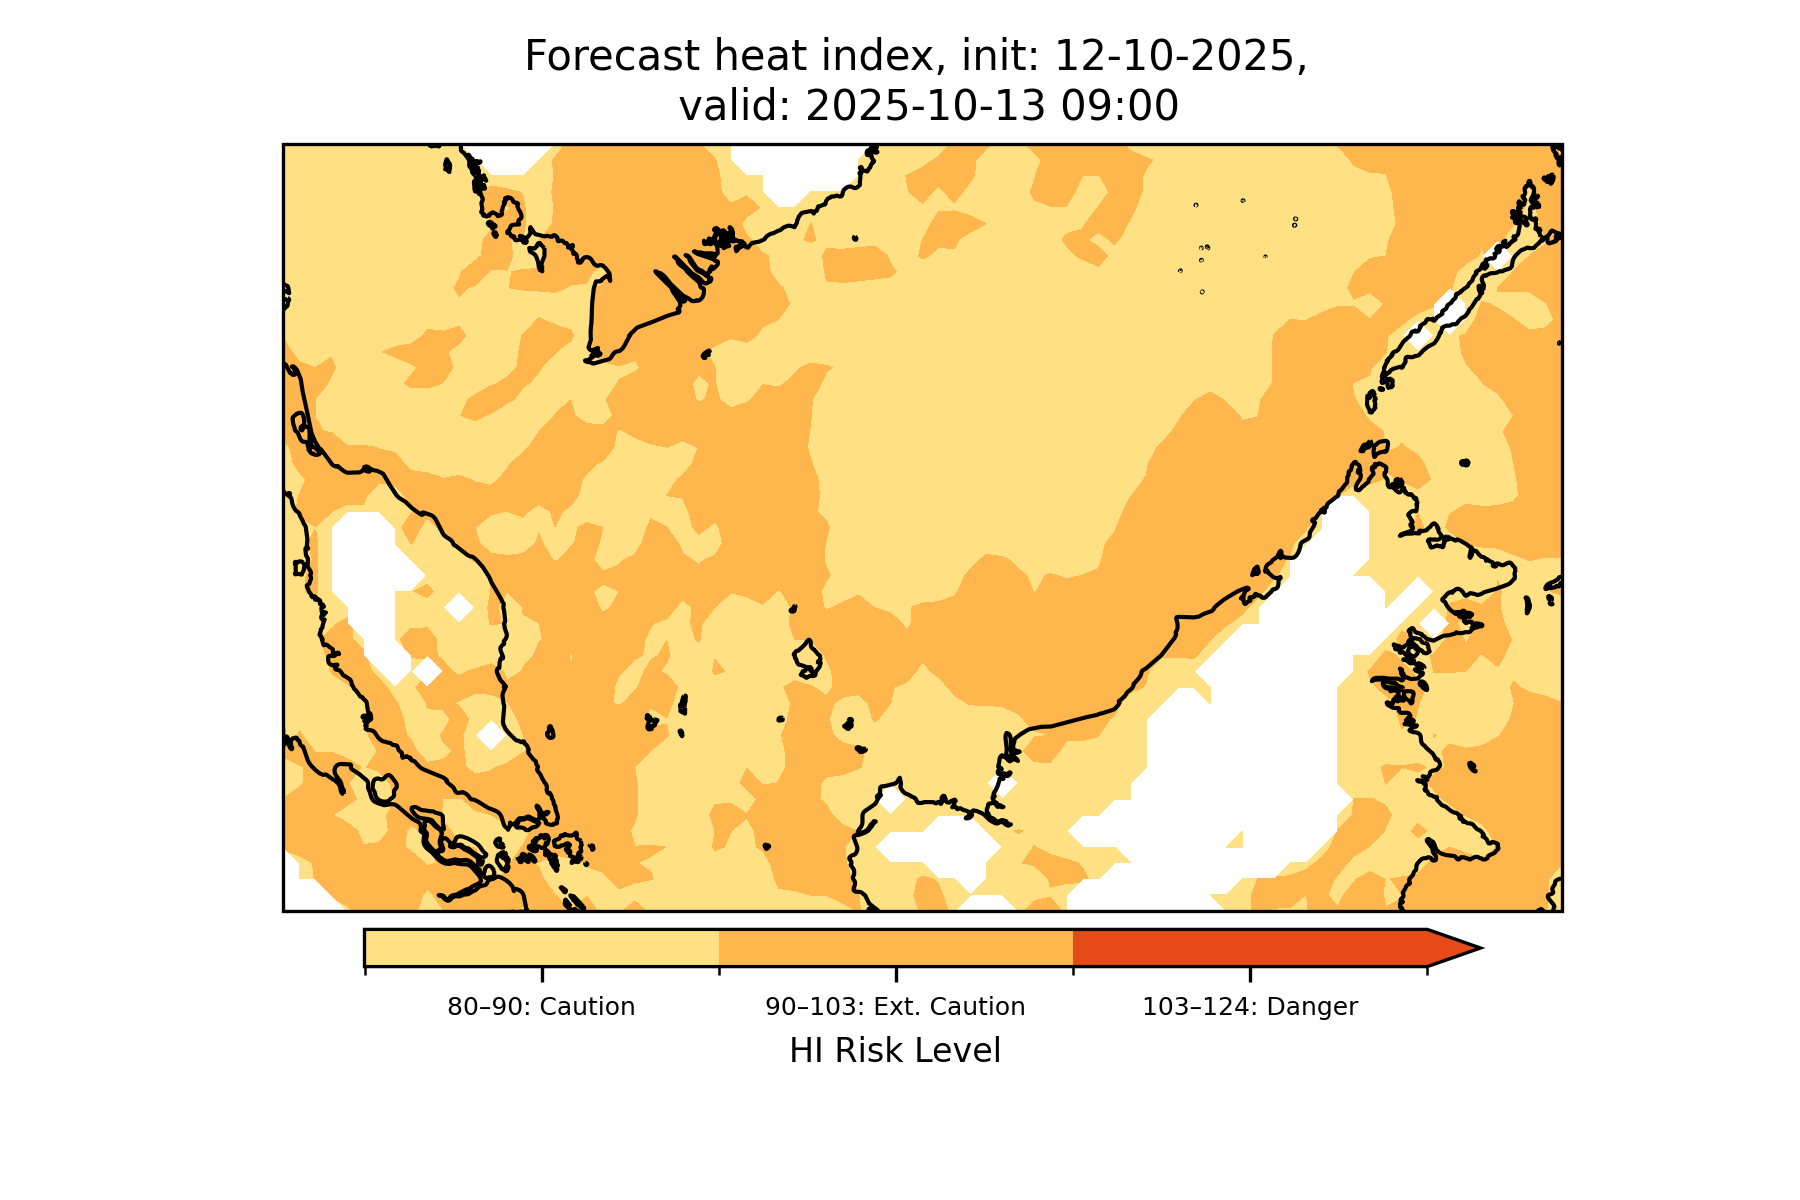 Forecast heat index, init: 12-10-2025,
valid: 2025-10-13 09:00
80–90: Caution
90–103: Ext. Caution
103–124: Danger
HI Risk Level